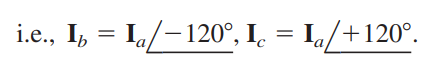 i.e., I_b = I_a/−120°, I_c = I_a/+120°.